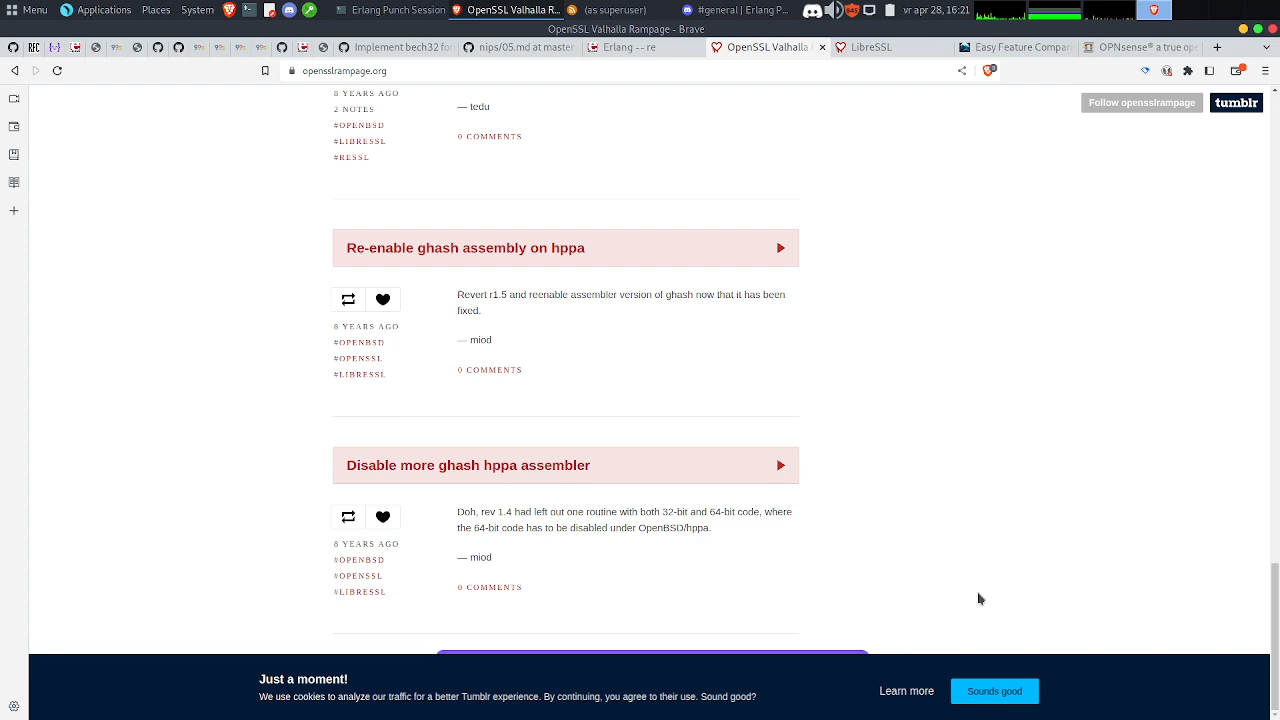 Menu Applications Places System Erlang Punch Session OpenSSL Valhalla R... (as superuser) #general | Erlang P... vr apr 28, 16:21
OpenSSL Valhalla Rampage - Brave
Implement bech32 for nips/05.md at master Erlang -- re OpenSSL Valhalla LibreSSL Easy Feature Compari OPNsense® a true ope
opensslrampage.org
Follow opensslrampage tumblr
8 YEARS AGO
2 NOTES
#OPENBSD
#LIBRESSL
#RESSL
— tedu
0 COMMENTS
Re-enable ghash assembly on hppa
8 YEARS AGO
#OPENBSD
#OPENSSL
#LIBRESSL
Revert r1.5 and reenable assembler version of ghash now that it has been
fixed.
— miod
0 COMMENTS
Disable more ghash hppa assembler
8 YEARS AGO
#OPENBSD
#OPENSSL
#LIBRESSL
Doh, rev 1.4 had left out one routine with both 32-bit and 64-bit code, where
the 64-bit code has to be disabled under OpenBSD/hppa.
— miod
0 COMMENTS
Just a moment!
We use cookies to analyze our traffic for a better Tumblr experience. By continuing, you agree to their use. Sound good?
Learn more Sounds good